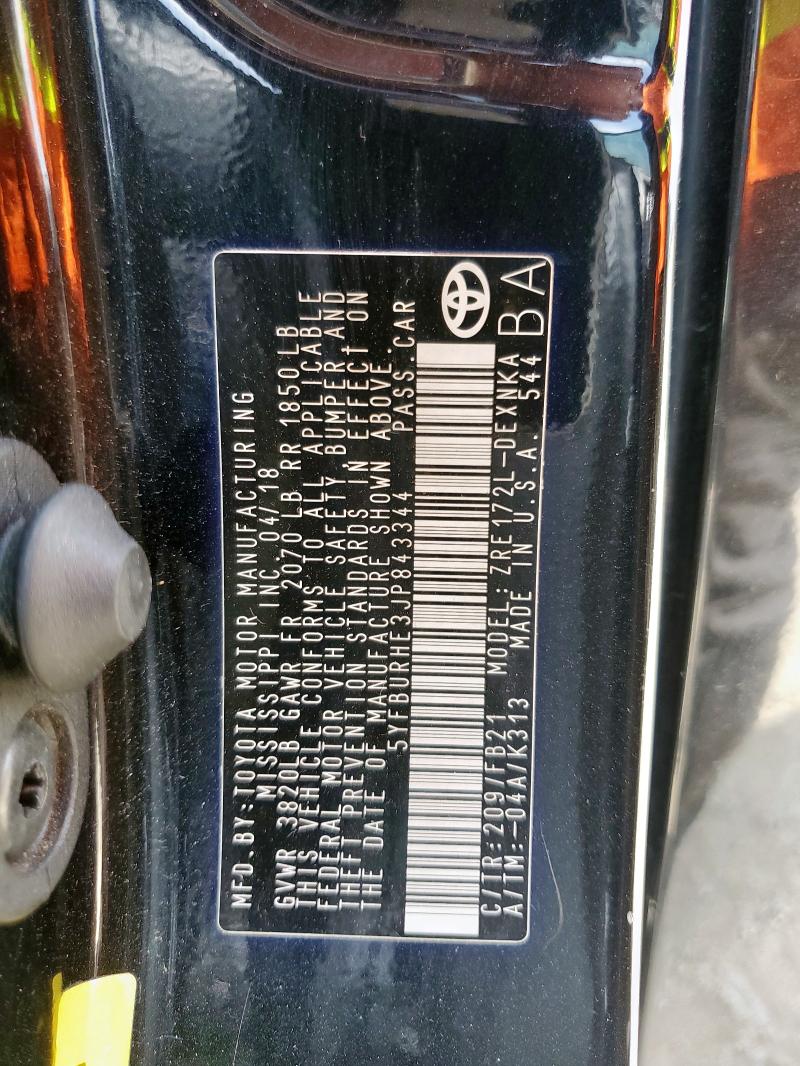 MFD. BY: TOYOTA MOTOR MANUFACTURING
MISSISSIPPI INC. 04/18
GVWR 3820LB GAWR FR 2070 LB RR 1850 LB
THIS VEHICLE CONFORMS TO ALL APPLICABLE
FEDERAL MOTOR VEHICLE SAFETY, BUMPER AND
THEFT PREVENTION STANDARDS IN EFFECT ON
THE DATE OF MANUFACTURE SHOWN ABOVE.
5YFBURHE3JP843344 PASS. CAR
C/TR: 209/FB21 MODEL: ZRE172L-DEXNKA
A/TM: -04A/K313 MADE IN U.S.A. 544 BA